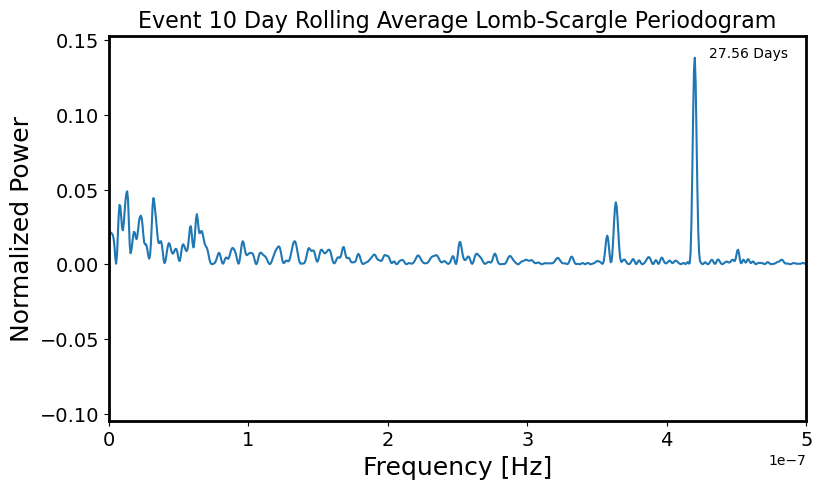 Event 10 Day Rolling Average Lomb-Scargle Periodogram
0.15
27.56 Days
0.10
0.05
0.00
−0.05
−0.10
Normalized Power
0 1 2 3 4 5
1e−7
Frequency [Hz]